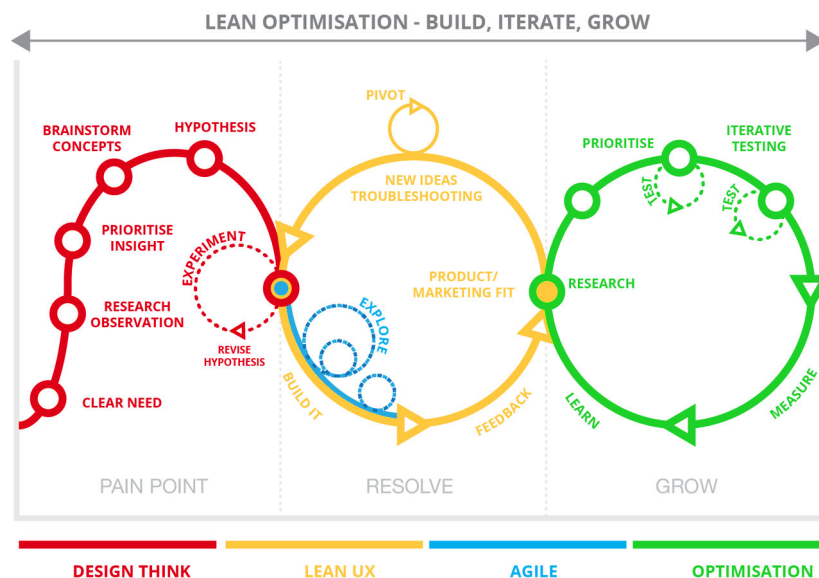 LEAN OPTIMISATION - BUILD, ITERATE, GROW
BRAINSTORM
CONCEPTS
HYPOTHESIS
PRIORITISE
INSIGHT
RESEARCH
OBSERVATION
CLEAR NEED
EXPERIMENT
REVISE
HYPOTHESIS
PIVOT
NEW IDEAS
TROUBLESHOOTING
PRODUCT/
MARKETING FIT
EXPLORE
BUILD IT
FEEDBACK
RESEARCH
PRIORITISE
ITERATIVE
TESTING
TEST
TEST
LEARN
MEASURE
PAIN POINT
RESOLVE
GROW
DESIGN THINK
LEAN UX
AGILE
OPTIMISATION